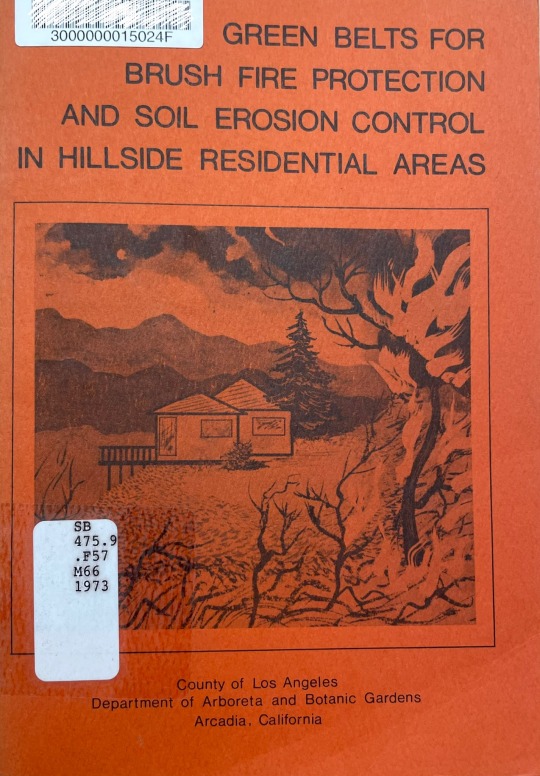 3000000015024F
GREEN BELTS FOR
BRUSH FIRE PROTECTION
AND SOIL EROSION CONTROL
IN HILLSIDE RESIDENTIAL AREAS
SB
475.9
.F57
M66
1973
County of Los Angeles
Department of Arboreta and Botanic Gardens
Arcadia, California